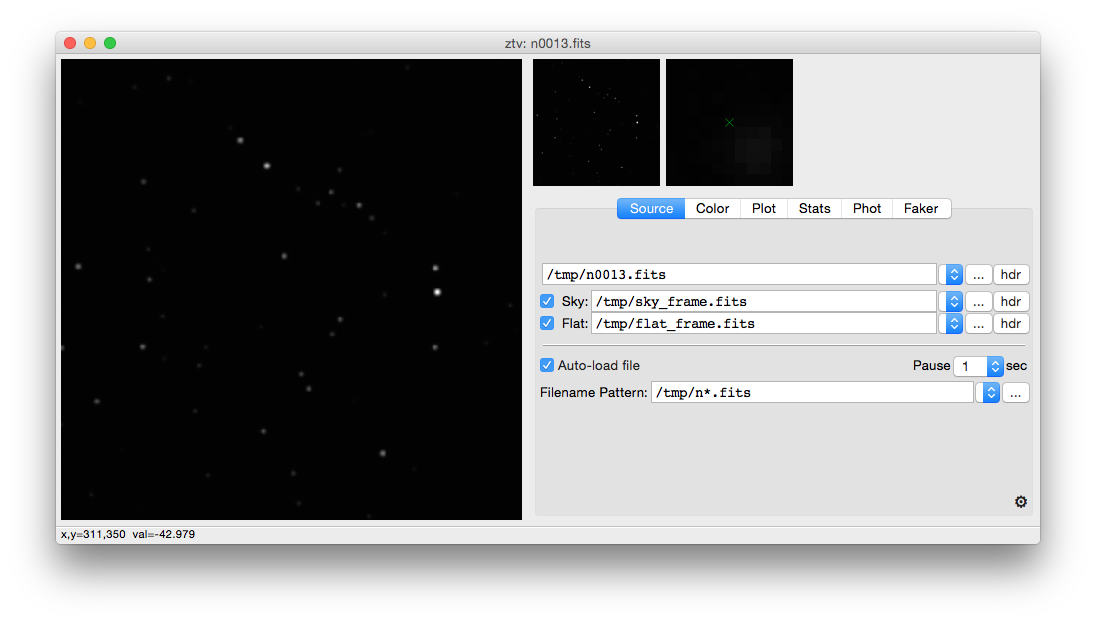 ztv: n0013.fits
Source Color Plot Stats Phot Faker
/tmp/n0013.fits ... hdr
Sky: /tmp/sky_frame.fits ... hdr
Flat: /tmp/flat_frame.fits ... hdr
Auto-load file Pause 1 sec
Filename Pattern: /tmp/n*.fits ...
x,y=311,350 val=-42.979